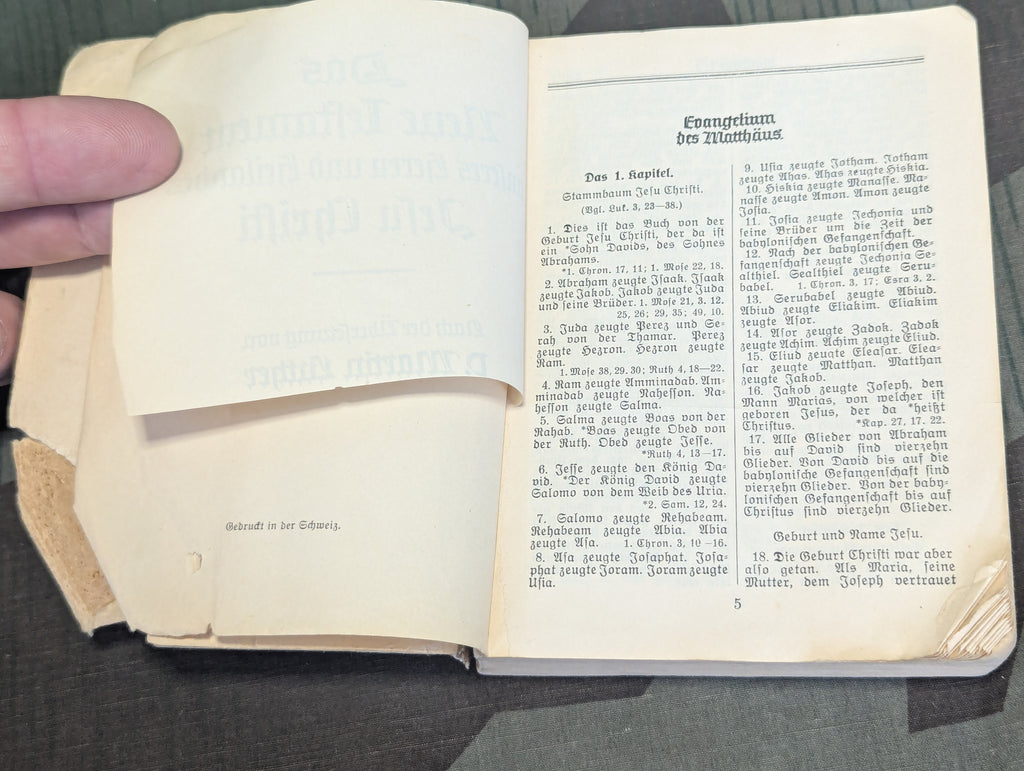 Das
Neue Testament
unseres Herrn und Heilandes
Jesu Christi
Nach der Übersetzung von
D. Martin Luther
Gedruckt in der Schweiz.
Evangelium
des Matthäus.
Das 1. Kapitel.
Stammbaum Jesu Christi.
(Vgl. Luk. 3, 23—38.)
1. Dies ist das Buch von der
Geburt Jesu Christi, der da ist
ein *Sohn Davids, des Sohnes
Abrahams.
*1. Chron. 17, 11; 1. Mose 22, 18.
2. Abraham zeugte Isaak. Isaak
zeugte Jakob. Jakob zeugte Juda
und seine Brüder. 1. Mose 21, 3. 12.
25, 26; 29, 35; 49, 10.
3. Juda zeugte Perez und Se-
rah von der Thamar. Perez
zeugte Hezron. Hezron zeugte
Ram.
1. Mose 38, 29. 30; Ruth 4, 18—22.
4. Ram zeugte Amminadab. Am-
minadab zeugte Nahesson. Na-
hesson zeugte Salma.
5. Salma zeugte Boas von der
Rahab. *Boas zeugte Obed von
der Ruth. Obed zeugte Jesse.
*Ruth 4, 13—17.
6. Jesse zeugte den König Da-
vid. *Der König David zeugte
Salomo von dem Weib des Uria.
*2. Sam. 12, 24.
7. Salomo zeugte Rehabeam.
Rehabeam zeugte Abia. Abia
zeugte Asa. 1. Chron. 3, 10—16.
8. Asa zeugte Josaphat. Josa-
phat zeugte Joram. Joram zeugte
Usia.
9. Usia zeugte Jotham. Jotham
zeugte Ahas. Ahas zeugte Hiskia.
10. Hiskia zeugte Manasse. Ma-
nasse zeugte Amon. Amon zeugte
Josia.
11. Josia zeugte Jechonia und
seine Brüder um die Zeit der
babylonischen Gefangenschaft.
12. Nach der babylonischen Ge-
fangenschaft zeugte Jechonia Se-
althiel. Sealthiel zeugte Seru-
babel. 1. Chron. 3, 17; Esra 3, 2.
13. Serubabel zeugte Abiud.
Abiud zeugte Eliakim. Eliakim
zeugte Asor.
14. Asor zeugte Zadok. Zadok
zeugte Achim. Achim zeugte Eliud.
15. Eliud zeugte Eleasar. Elea-
sar zeugte Matthan. Matthan
zeugte Jakob.
16. Jakob zeugte Joseph, den
Mann Marias, von welcher ist
geboren Jesus, der da *heißt
Christus. *Kap. 27, 17. 22.
17. Alle Glieder von Abraham
bis auf David sind vierzehn
Glieder. Von David bis auf die
babylonische Gefangenschaft sind
vierzehn Glieder. Von der baby-
lonischen Gefangenschaft bis auf
Christus sind vierzehn Glieder.
Geburt und Name Jesu.
18. Die Geburt Christi war aber
also getan. Als Maria, seine
Mutter, dem Joseph vertrauet
5